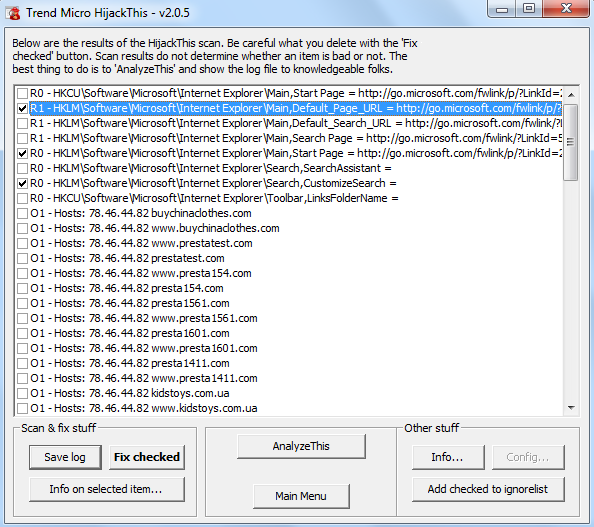 Trend Micro HijackThis - v2.0.5
Below are the results of the HijackThis scan. Be careful what you delete with the 'Fix
checked' button. Scan results do not determine whether an item is bad or not. The
best thing to do is to 'AnalyzeThis' and show the log file to knowledgeable folks.
R0 - HKCU\Software\Microsoft\Internet Explorer\Main,Start Page = http://go.microsoft.com/fwlink/p/?LinkId=2
R1 - HKLM\Software\Microsoft\Internet Explorer\Main,Default_Page_URL = http://go.microsoft.com/fwlink/p/?
R1 - HKLM\Software\Microsoft\Internet Explorer\Main,Default_Search_URL = http://go.microsoft.com/fwlink/p/?
R1 - HKLM\Software\Microsoft\Internet Explorer\Main,Search Page = http://go.microsoft.com/fwlink/p/?LinkId=5
R0 - HKLM\Software\Microsoft\Internet Explorer\Main,Start Page = http://go.microsoft.com/fwlink/p/?LinkId=2
R0 - HKLM\Software\Microsoft\Internet Explorer\Search,SearchAssistant =
R0 - HKLM\Software\Microsoft\Internet Explorer\Search,CustomizeSearch =
R0 - HKCU\Software\Microsoft\Internet Explorer\Toolbar,LinksFolderName =
O1 - Hosts: 78.46.44.82 buychinaclothes.com
O1 - Hosts: 78.46.44.82 www.buychinaclothes.com
O1 - Hosts: 78.46.44.82 www.prestatest.com
O1 - Hosts: 78.46.44.82 prestatest.com
O1 - Hosts: 78.46.44.82 www.presta154.com
O1 - Hosts: 78.46.44.82 presta154.com
O1 - Hosts: 78.46.44.82 presta1561.com
O1 - Hosts: 78.46.44.82 www.presta1561.com
O1 - Hosts: 78.46.44.82 presta1601.com
O1 - Hosts: 78.46.44.82 www.presta1601.com
O1 - Hosts: 78.46.44.82 presta1411.com
O1 - Hosts: 78.46.44.82 www.presta1411.com
O1 - Hosts: 78.46.44.82 kidstoys.com.ua
O1 - Hosts: 78.46.44.82 www.kidstoys.com.ua
Scan & fix stuff
Save log
Fix checked
Info on selected item...
AnalyzeThis
Main Menu
Other stuff
Info...
Config...
Add checked to ignorelist